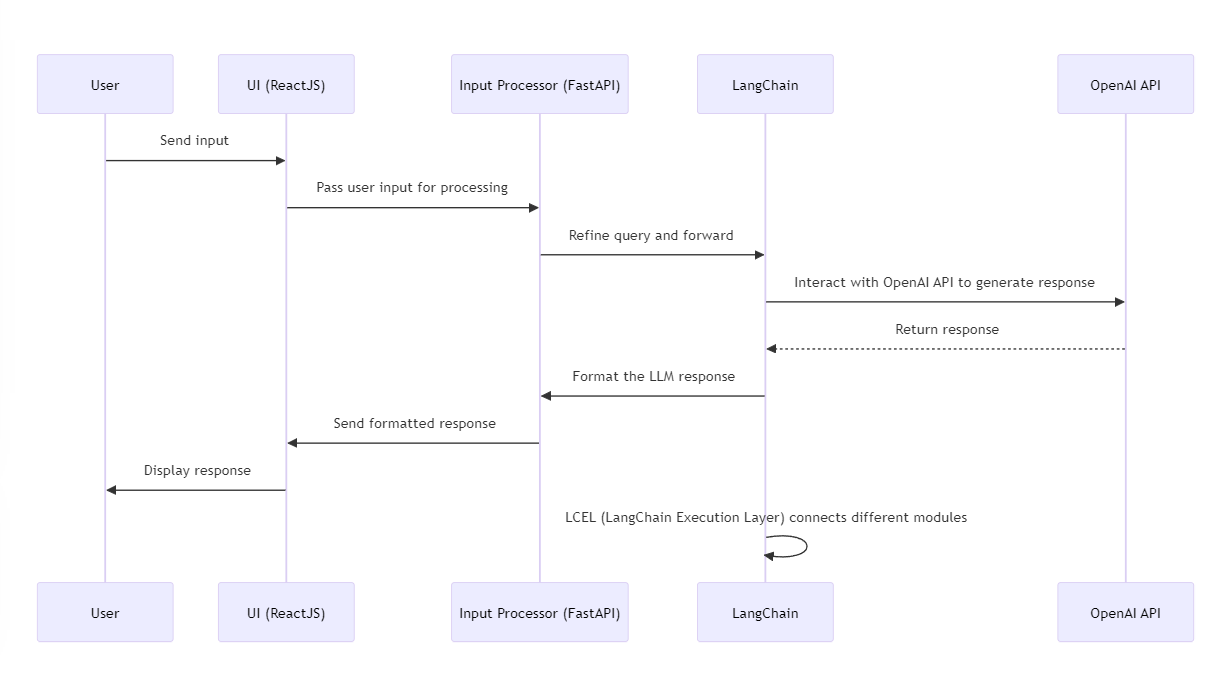 User
UI (ReactJS)
Input Processor (FastAPI)
LangChain
OpenAI API
Send input
Pass user input for processing
Refine query and forward
Interact with OpenAI API to generate response
Return response
Format the LLM response
Send formatted response
Display response
LCEL (LangChain Execution Layer) connects different modules
User
UI (ReactJS)
Input Processor (FastAPI)
LangChain
OpenAI API